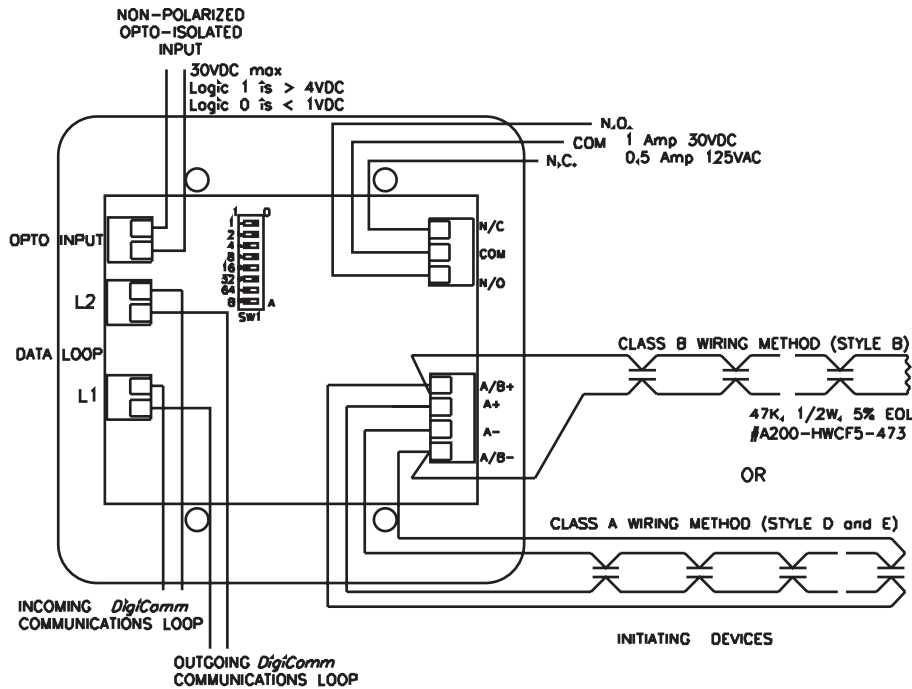 NON-POLARIZED
OPTO-ISOLATED
INPUT
30VDC max
Logic 1 is > 4VDC
Logic 0 is < 1VDC
N.O.
COM 1 Amp 30VDC
0.5 Amp 125VAC
N.C.
1 0
1
2
4
8
16
32
64
8 A
SW1
OPTO INPUT
N/C
COM
N/O
L2
DATA LOOP
L1
A/B+
A+
A-
A/B-
CLASS B WIRING METHOD (STYLE B)
47K, 1/2W, 5% EOL
#A200-HWCF5-473
OR
CLASS A WIRING METHOD (STYLE D and E)
INITIATING DEVICES
INCOMING DigiComm
COMMUNICATIONS LOOP
OUTGOING DigiComm
COMMUNICATIONS LOOP